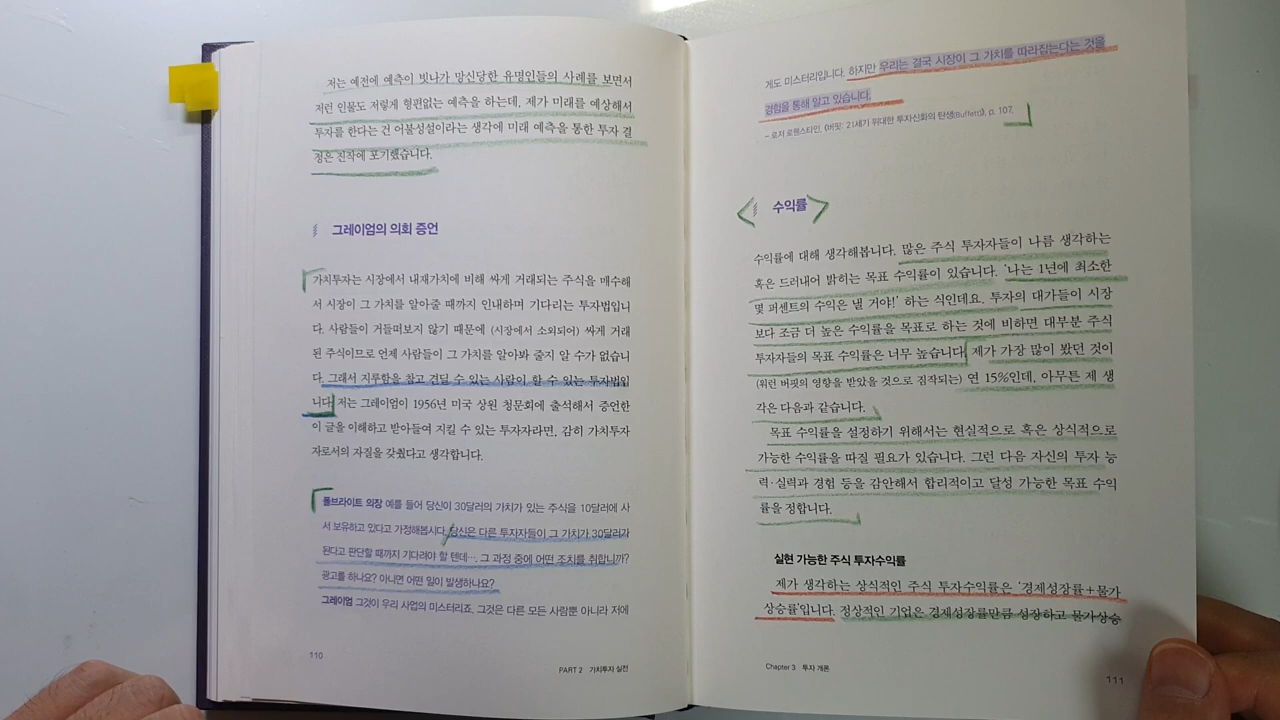 저는 예전에 예측이 빗나가 망신당한 유명인들의 사례를 보면서
저런 인물도 저렇게 형편없는 예측을 하는데, 제가 미래를 예상해서
투자를 한다는 건 어불성설이라는 생각에 미래 예측을 통한 투자 결
정은 진작에 포기했습니다.
그레이엄의 의회 증언
가치투자는 시장에서 내재가치에 비해 싸게 거래되는 주식을 매수해
서 시장이 그 가치를 알아줄 때까지 인내하며 기다리는 투자법입니
다. 사람들이 거들떠보지 않기 때문에 (시장에서 소외되어) 싸게 거래
된 주식이므로 언제 사람들이 그 가치를 알아봐 줄지 알 수가 없습니
다. 그래서 지루함을 참고 견딜 수 있는 사람이 할 수 있는 투자법입
니다. 저는 그레이엄이 1956년 미국 상원 청문회에 출석해서 증언한
이 글을 이해하고 받아들여 지킬 수 있는 투자자라면, 감히 가치투자
자로서의 자질을 갖췄다고 생각합니다.
풀브라이트 의장 예를 들어 당신이 30달러의 가치가 있는 주식을 10달러에 사
서 보유하고 있다고 가정해봅시다. 당신은 다른 투자자들이 그 가치가 30달러가
된다고 판단할 때까지 기다려야 할 텐데…. 그 과정 중에 어떤 조치를 취합니까?
광고를 하나요? 아니면 어떤 일이 발생하나요?
그레이엄 그것이 우리 사업의 미스터리죠. 그것은 다른 모든 사람뿐 아니라 저에
110
PART 2 가치투자 실전
게도 미스터리입니다. 하지만 우리는 결국 시장이 그 가치를 따라잡는다는 것을
경험을 통해 알고 있습니다.
– 로저 로웬스타인, 《버핏: 21세기 위대한 투자신화의 탄생(Buffett)》, p. 107.
수익률
수익률에 대해 생각해봅니다. 많은 주식 투자자들이 나름 생각하는
혹은 드러내어 밝히는 목표 수익률이 있습니다. '나는 1년에 최소한
몇 퍼센트의 수익은 낼 거야!' 하는 식인데요. 투자의 대가들이 시장
보다 조금 더 높은 수익률을 목표로 하는 것에 비하면 대부분 주식
투자자들의 목표 수익률은 너무 높습니다. 제가 가장 많이 봤던 것이
(워런 버핏의 영향을 받았을 것으로 짐작되는) 연 15%인데, 아무튼 제 생
각은 다음과 같습니다.
목표 수익률을 설정하기 위해서는 현실적으로 혹은 상식적으로
가능한 수익률을 따질 필요가 있습니다. 그런 다음 자신의 투자 능
력·실력과 경험 등을 감안해서 합리적이고 달성 가능한 목표 수익
률을 정합니다.
실현 가능한 주식 투자수익률
제가 생각하는 상식적인 주식 투자수익률은 '경제성장률+물가
상승률'입니다. 정상적인 기업은 경제성장률만큼 성장하고 물가상승
Chapter 3 투자 개론
111